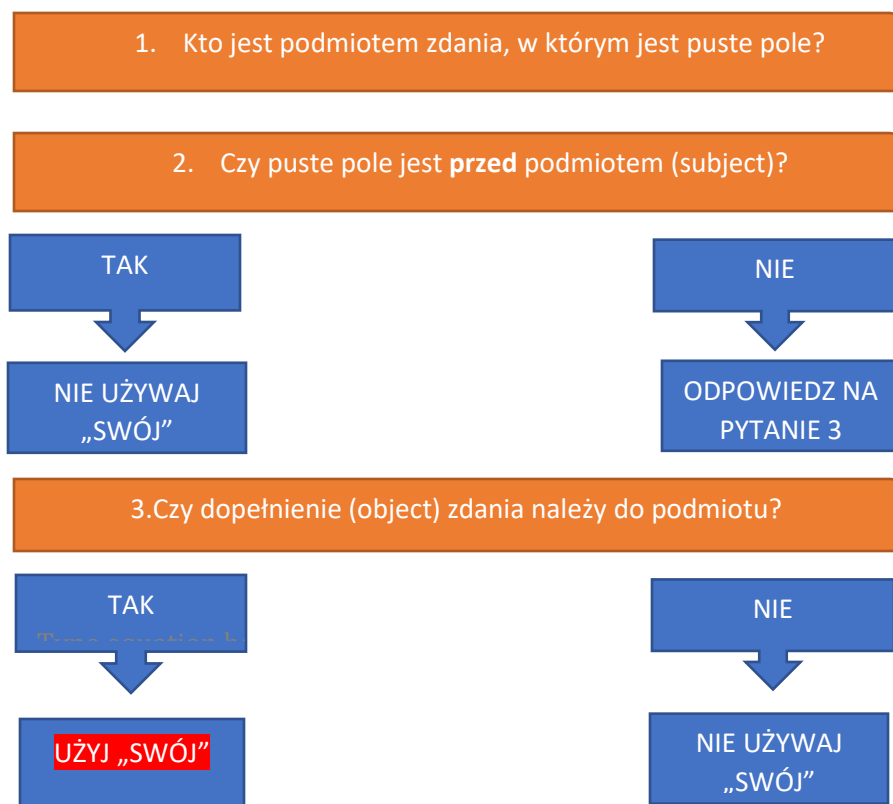 1. Kto jest podmiotem zdania, w którym jest puste pole?
2. Czy puste pole jest przed podmiotem (subject)?
TAK
NIE
NIE UŻYWAJ
„SWÓJ”
ODPOWIEDZ NA
PYTANIE 3
3.Czy dopełnienie (object) zdania należy do podmiotu?
TAK
Type equation
NIE
UŻYJ „SWÓJ”
NIE UŻYWAJ
„SWÓJ”